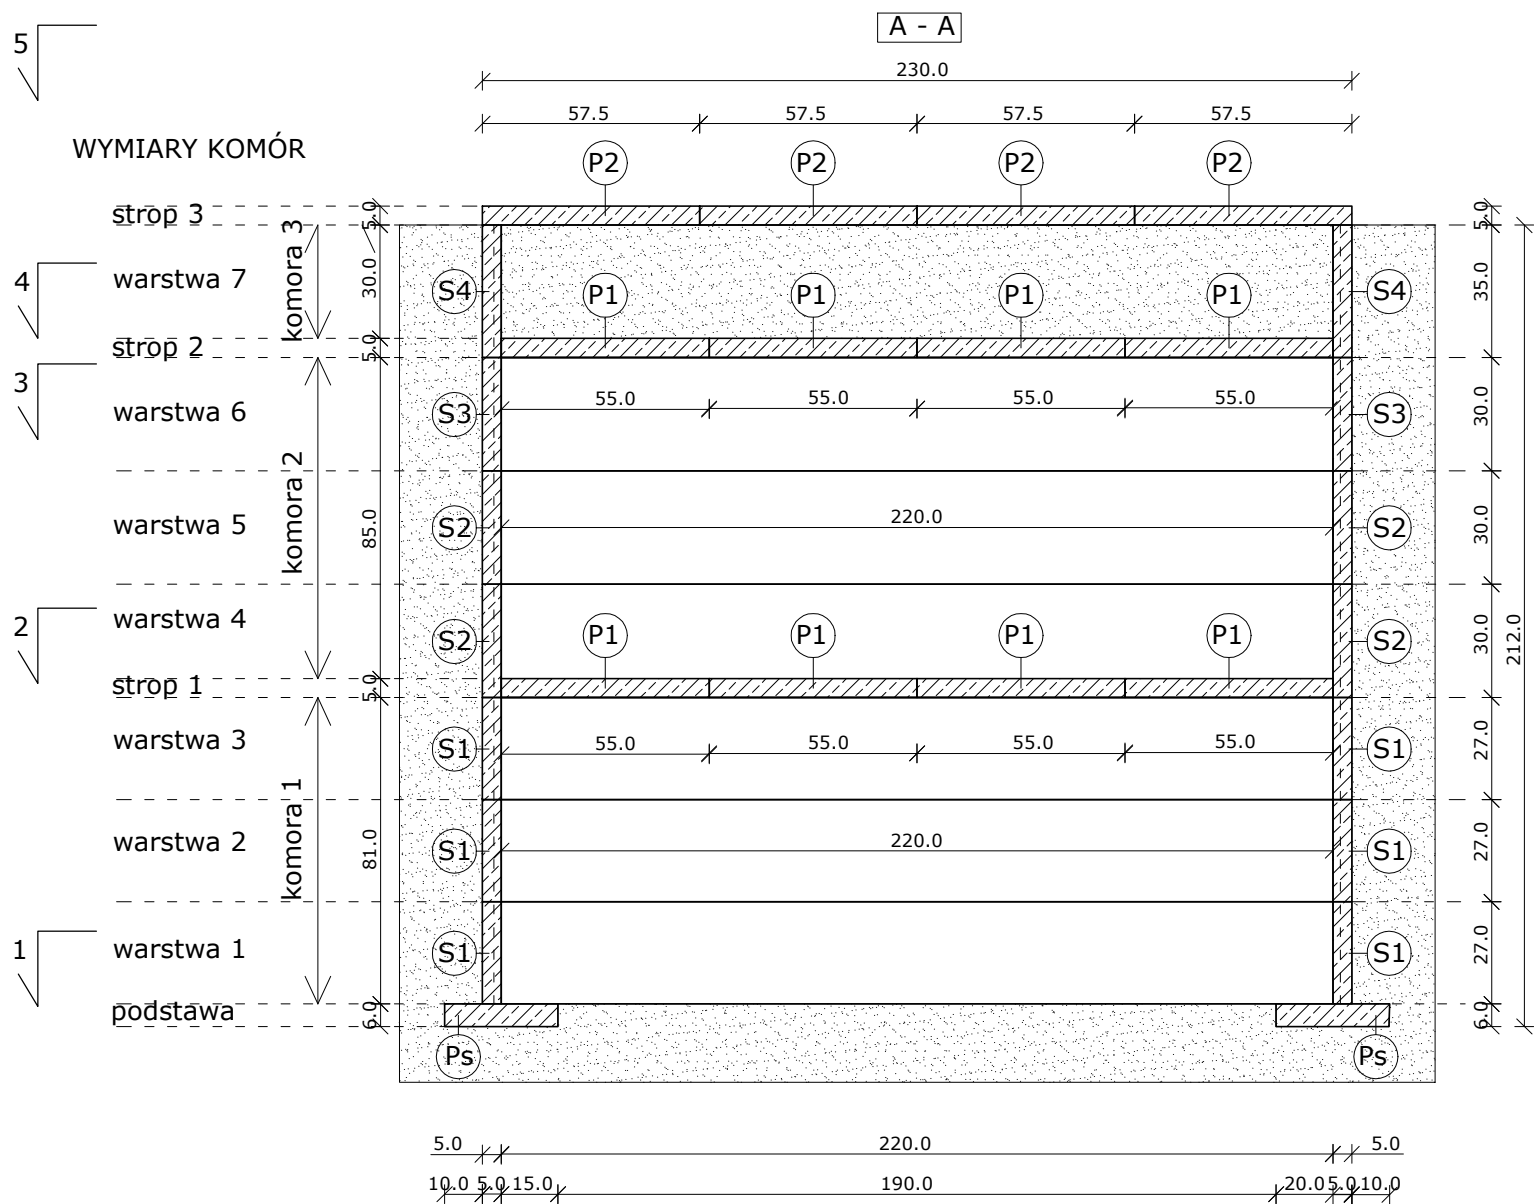 A - A
5
230.0
57.5 57.5 57.5 57.5
WYMIARY KOMÓR
P2 P2 P2 P2
strop 3 5.0 5.0
4 warstwa 7 komora 3 30.0 S4 P1 P1 P1 P1 S4 35.0
strop 2 5.0
3 warstwa 6 S3 55.0 55.0 55.0 55.0 S3 30.0
warstwa 5 komora 2 85.0 S2 220.0 S2 30.0
2 warstwa 4 S2 P1 P1 P1 P1 S2 30.0 212.0
strop 1 5.0
warstwa 3 S1 55.0 55.0 55.0 55.0 S1 27.0
warstwa 2 komora 1 81.0 S1 220.0 S1 27.0
1 warstwa 1 S1 S1 27.0
podstawa 6.0 6.0
Ps Ps
5.0 220.0 5.0
10.0 5.0 15.0 190.0 20.0 5.0 10.0